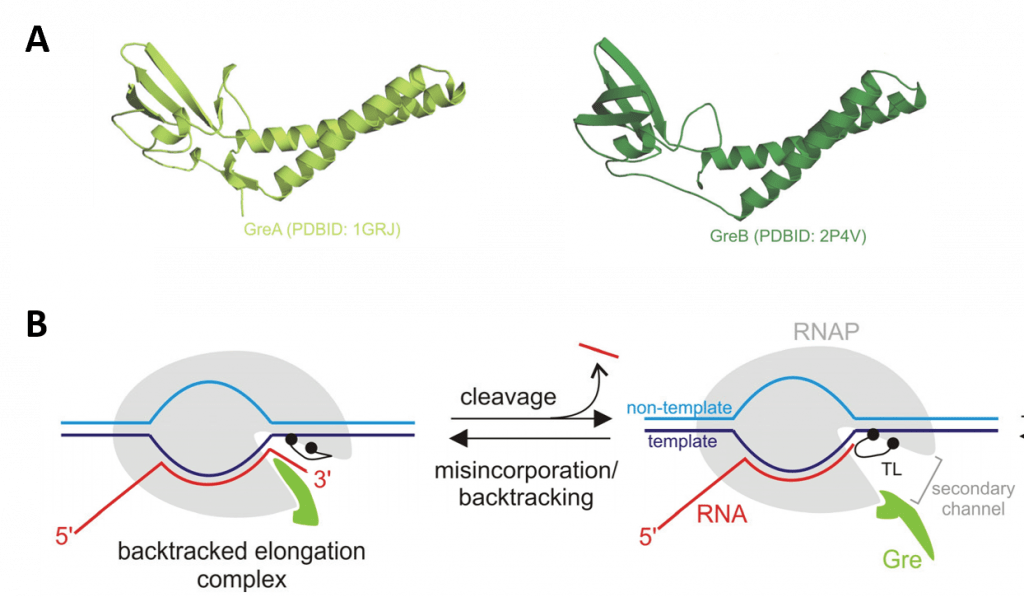 A
GreA (PDBID: 1GRJ)
GreB (PDBID: 2P4V)
B
RNAP
cleavage
non-template
template
misincorporation/
backtracking
3'
TL
secondary
channel
5'
RNA
5'
Gre
backtracked elongation
complex